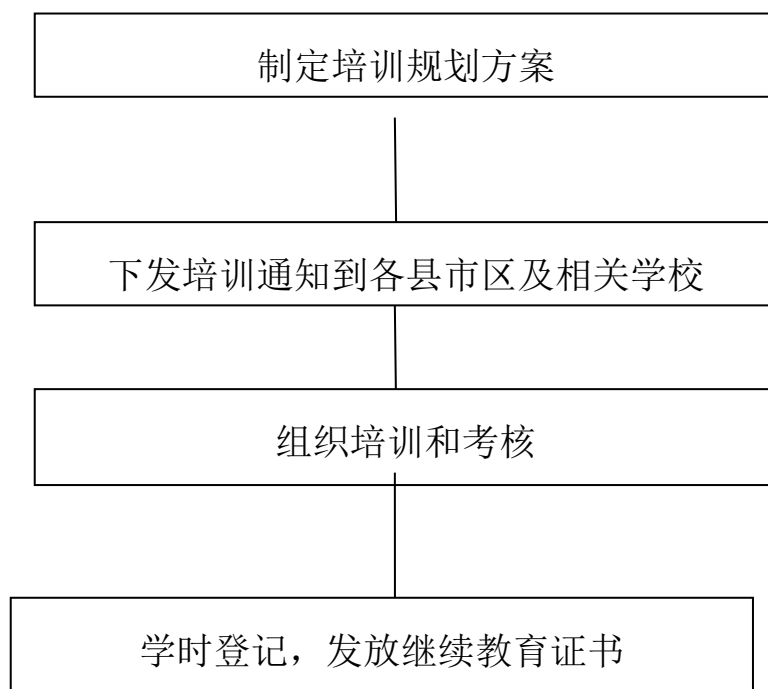 制定培训规划方案
下发培训通知到各县市区及相关学校
组织培训和考核
学时登记，发放继续教育证书